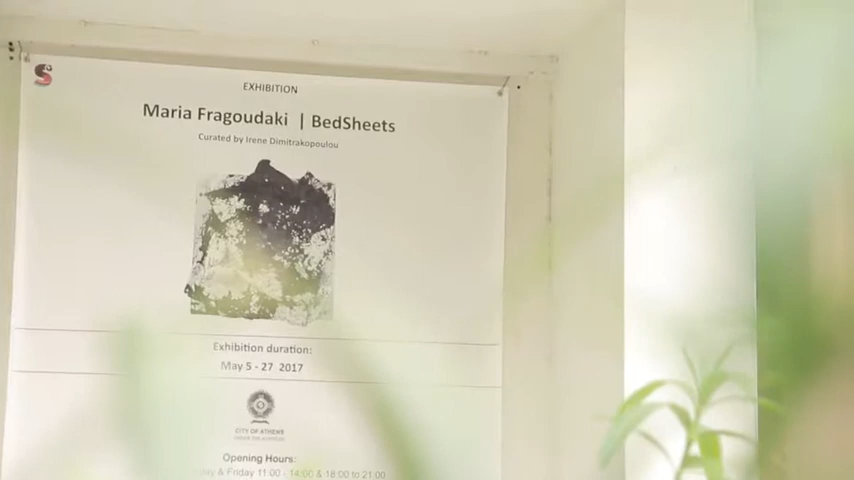 EXHIBITION
Maria Fragoudaki | BedSheets
Curated by Irene Dimitrakopoulou
Exhibition duration:
May 5 - 27 2017
CITY OF ATHENS
Opening Hours:
& Friday 11:00 - 14:00 & 18:00 to 21:00